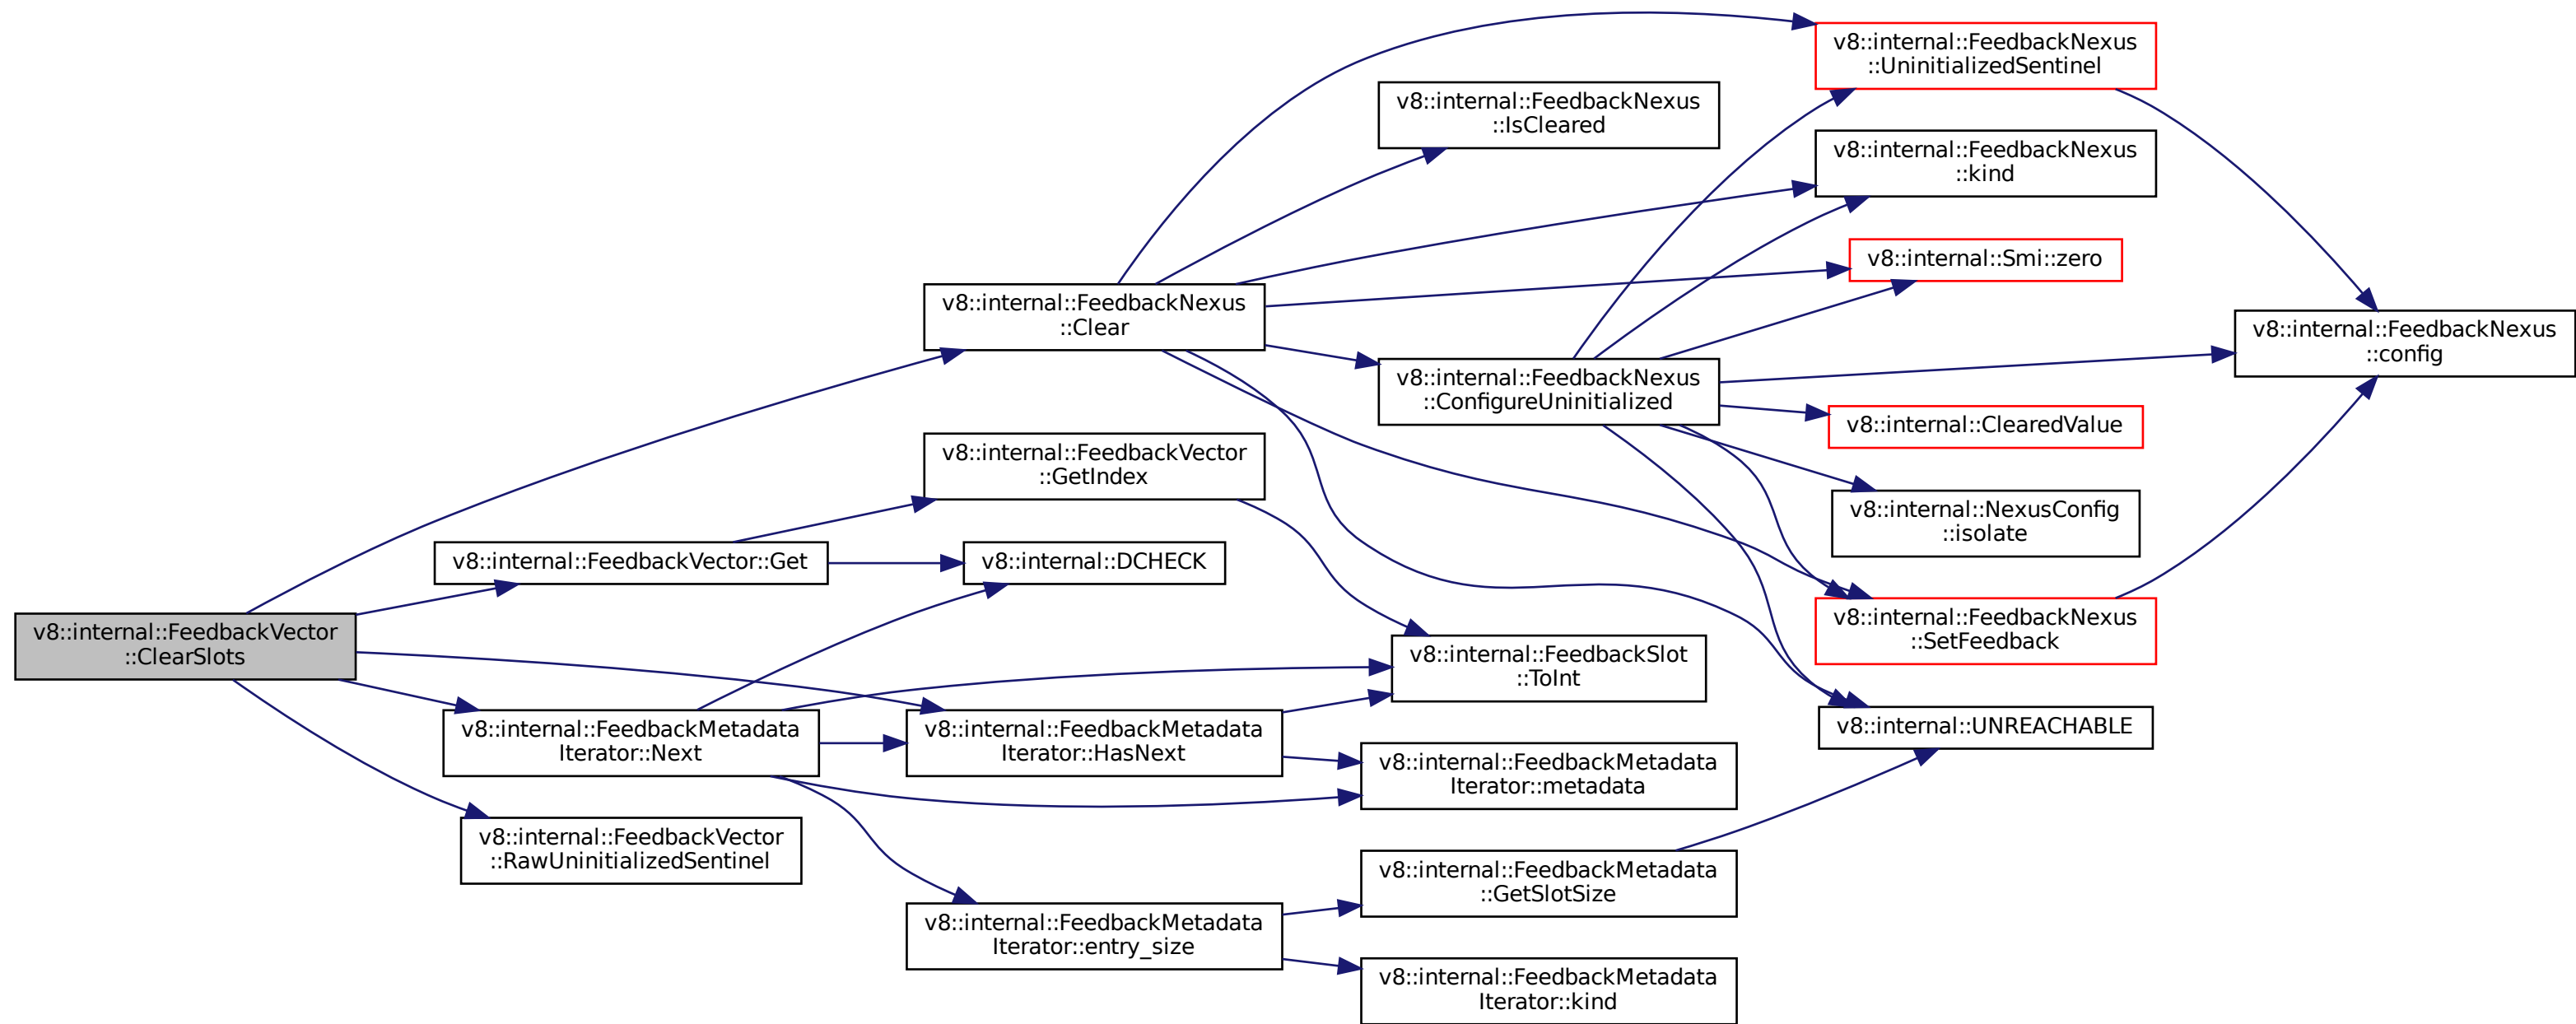 v8::internal::FeedbackVector
::ClearSlots
v8::internal::FeedbackNexus
::Clear
v8::internal::FeedbackVector::Get
v8::internal::FeedbackVector
::GetIndex
v8::internal::DCHECK
v8::internal::FeedbackMetadata
Iterator::Next
v8::internal::FeedbackMetadata
Iterator::HasNext
v8::internal::FeedbackVector
::RawUninitializedSentinel
v8::internal::FeedbackMetadata
Iterator::entry_size
v8::internal::FeedbackNexus
::IsCleared
v8::internal::FeedbackNexus
::ConfigureUninitialized
v8::internal::FeedbackSlot
::ToInt
v8::internal::FeedbackMetadata
Iterator::metadata
v8::internal::FeedbackMetadata
::GetSlotSize
v8::internal::FeedbackMetadata
Iterator::kind
v8::internal::FeedbackNexus
::UninitializedSentinel
v8::internal::FeedbackNexus
::kind
v8::internal::Smi::zero
v8::internal::ClearedValue
v8::internal::NexusConfig
::isolate
v8::internal::FeedbackNexus
::SetFeedback
v8::internal::UNREACHABLE
v8::internal::FeedbackNexus
::config